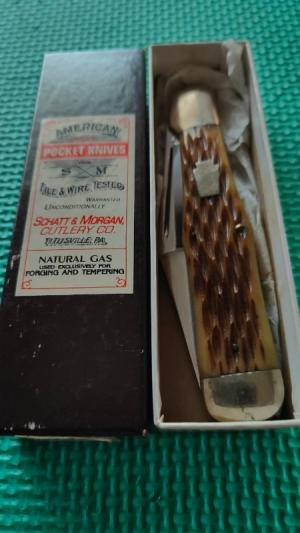 AMERICAN
POCKET KNIVES
S M
FILE & WIRE TESTED
WARRANTED
UNCONDITIONALLY
SCHATT & MORGAN
CUTLERY CO.
TITUSVILLE, PA.
NATURAL GAS
USED EXCLUSIVELY FOR
FORGING AND TEMPERING